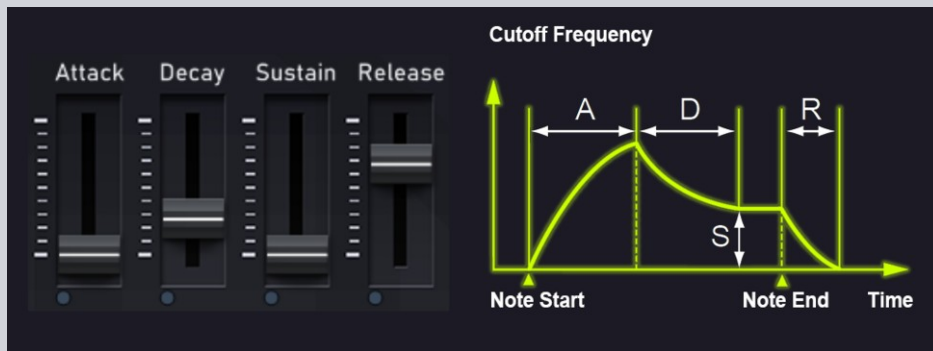 Attack Decay Sustain Release
Cutoff Frequency
A D R
S
Note Start Note End Time